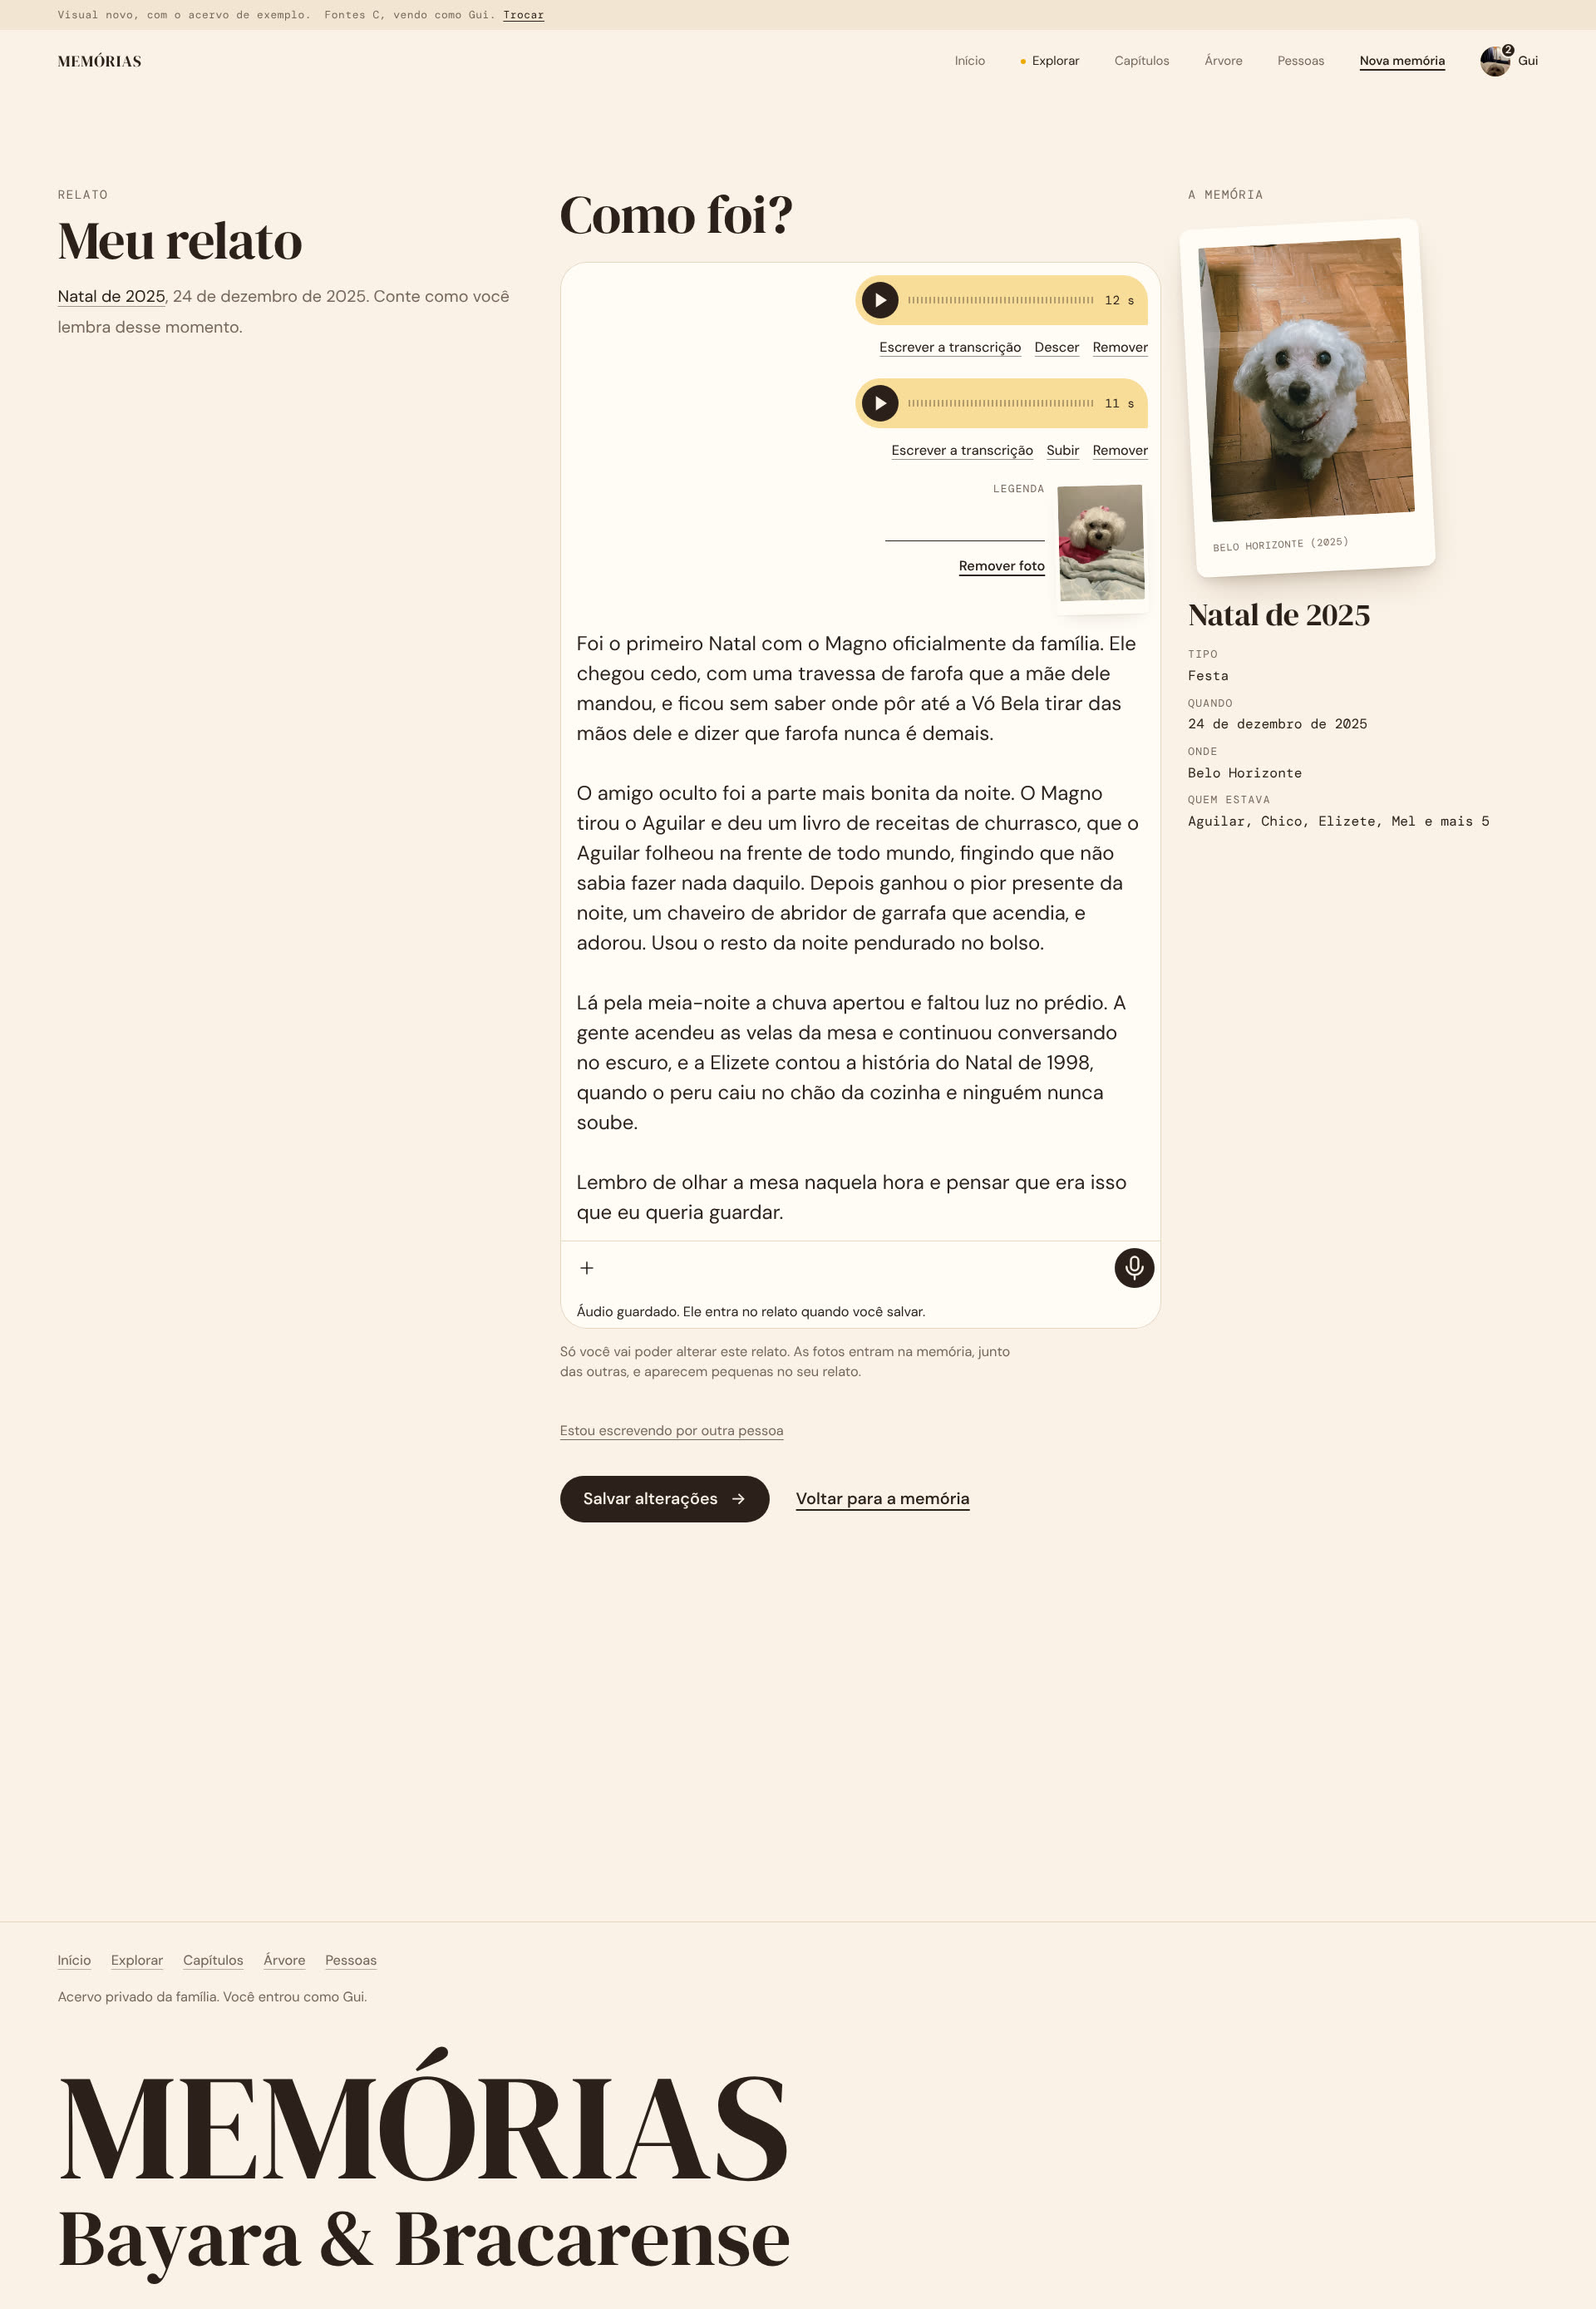 Visual novo, com o acervo de exemplo. Fontes C, vendo como Gui. Trocar
MEMÓRIAS
Início
Explorar
Capítulos
Árvore
Pessoas
Nova memória
2
Gui
RELATO
Meu relato
Natal de 2025, 24 de dezembro de 2025. Conte como você
lembra desse momento.
Como foi?
12 s
Escrever a transcrição Descer Remover
11 s
Escrever a transcrição Subir Remover
LEGENDA
Remover foto
Foi o primeiro Natal com o Magno oficialmente da família. Ele
chegou cedo, com uma travessa de farofa que a mãe dele
mandou, e ficou sem saber onde pôr até a Vó Bela tirar das
mãos dele e dizer que farofa nunca é demais.
O amigo oculto foi a parte mais bonita da noite. O Magno
tirou o Aguilar e deu um livro de receitas de churrasco, que o
Aguilar folheou na frente de todo mundo, fingindo que não
sabia fazer nada daquilo. Depois ganhou o pior presente da
noite, um chaveiro de abridor de garrafa que acendia, e
adorou. Usou o resto da noite pendurado no bolso.
Lá pela meia-noite a chuva apertou e faltou luz no prédio. A
gente acendeu as velas da mesa e continuou conversando
no escuro, e a Elizete contou a história do Natal de 1998,
quando o peru caiu no chão da cozinha e ninguém nunca
soube.
Lembro de olhar a mesa naquela hora e pensar que era isso
que eu queria guardar.
Áudio guardado. Ele entra no relato quando você salvar.
Só você vai poder alterar este relato. As fotos entram na memória, junto
das outras, e aparecem pequenas no seu relato.
Estou escrevendo por outra pessoa
Salvar alterações →
Voltar para a memória
A MEMÓRIA
BELO HORIZONTE (2025)
Natal de 2025
TIPO
Festa
QUANDO
24 de dezembro de 2025
ONDE
Belo Horizonte
QUEM ESTAVA
Aguilar, Chico, Elizete, Mel e mais 5
Início Explorar Capítulos Árvore Pessoas
Acervo privado da família. Você entrou como Gui.
MEMÓRIAS
Bayara & Bracarense